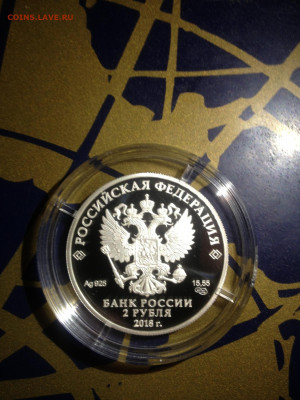 COINS.LAVE.RU
РОССИЙСКАЯ ФЕДЕРАЦИЯ
Ag 925
15,55
БАНК РОССИИ
2 РУБЛЯ
2018 г.